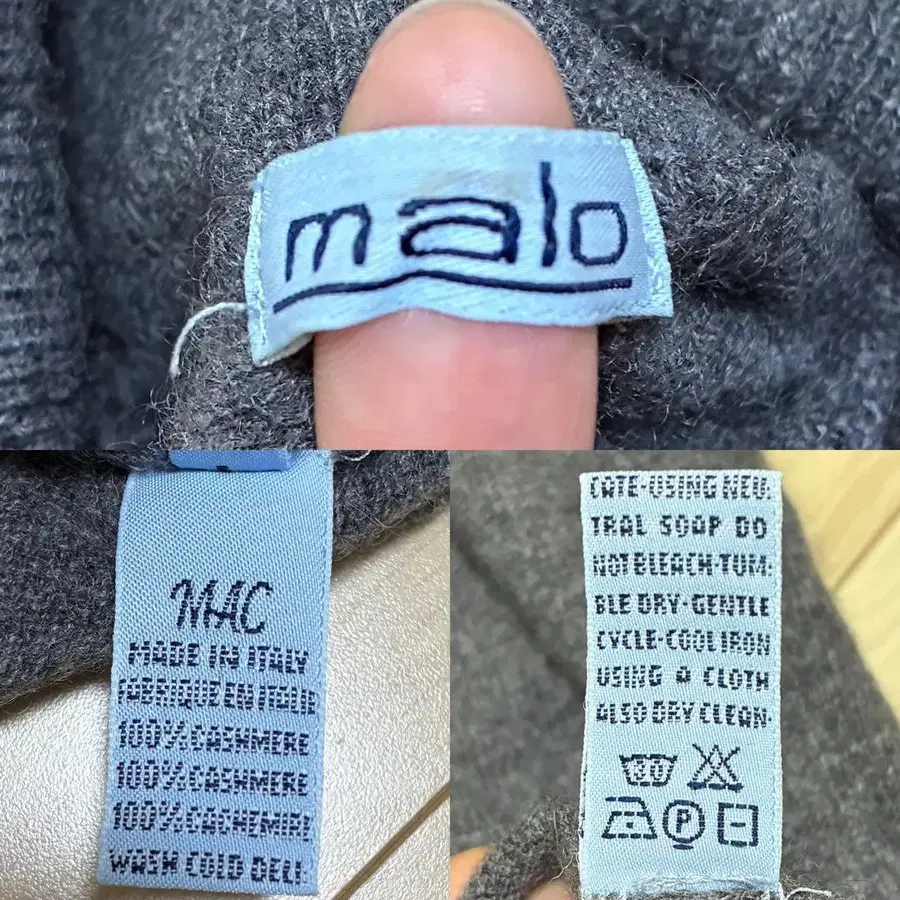 malo
MAC
MADE IN ITALY
FABRIQUE EN ITALIE
100% CASHMERE
100% CASHMERE
100% CACHEMIRE
WASH COLD DELI-
CATE-USING NEU-
TRAL SOAP DO
NOT BLEACH-TUM-
BLE DRY-GENTLE
CYCLE-COOL IRON
USING A CLOTH
ALSO DRY CLEAN-
30
P